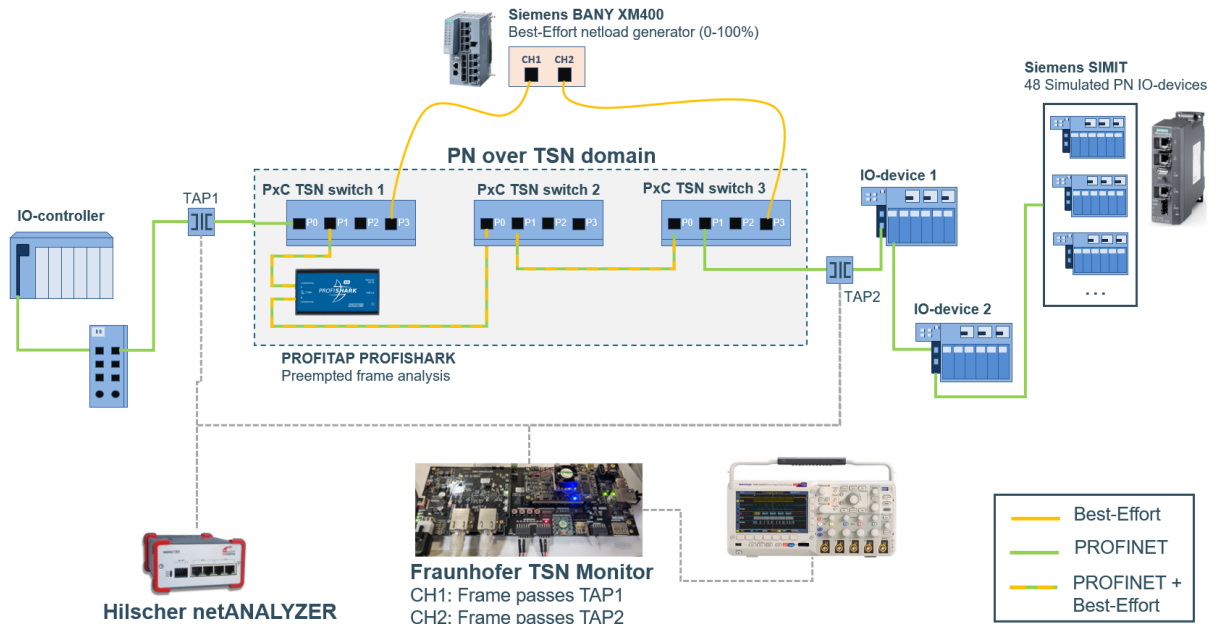 Siemens BANY XM400
Best-Effort netload generator (0-100%)
CH1 CH2
Siemens SIMIT
48 Simulated PN IO-devices
PN over TSN domain
PxC TSN switch 1
PxC TSN switch 2
PxC TSN switch 3
IO-device 1
TAP1
IO-controller
P0 P1 P2 P3
P0 P1 P2 P3
P0 P1 P2 P3
PROFISHARK
TAP2
...
IO-device 2
PROFITAP PROFISHARK
Preempted frame analysis
Best-Effort
PROFINET
PROFINET +
Best-Effort
Fraunhofer TSN Monitor
CH1: Frame passes TAP1
CH2: Frame passes TAP2
Hilscher netANALYZER